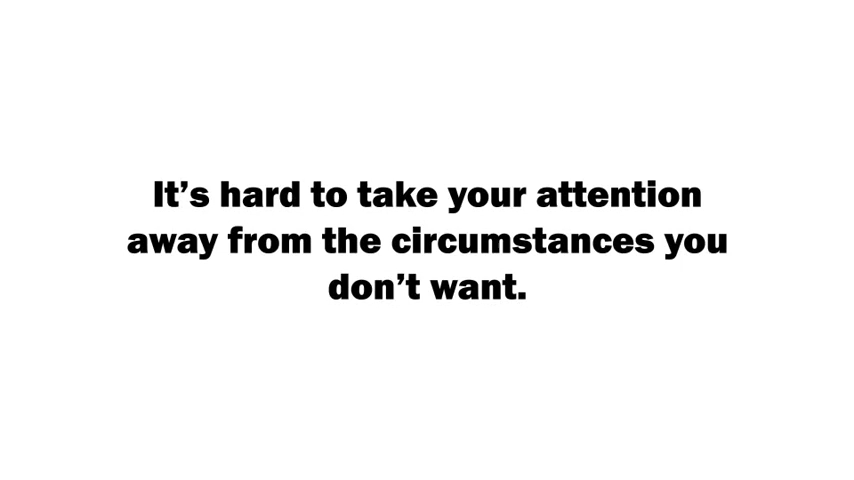 It’s hard to take your attention
away from the circumstances you
don’t want.